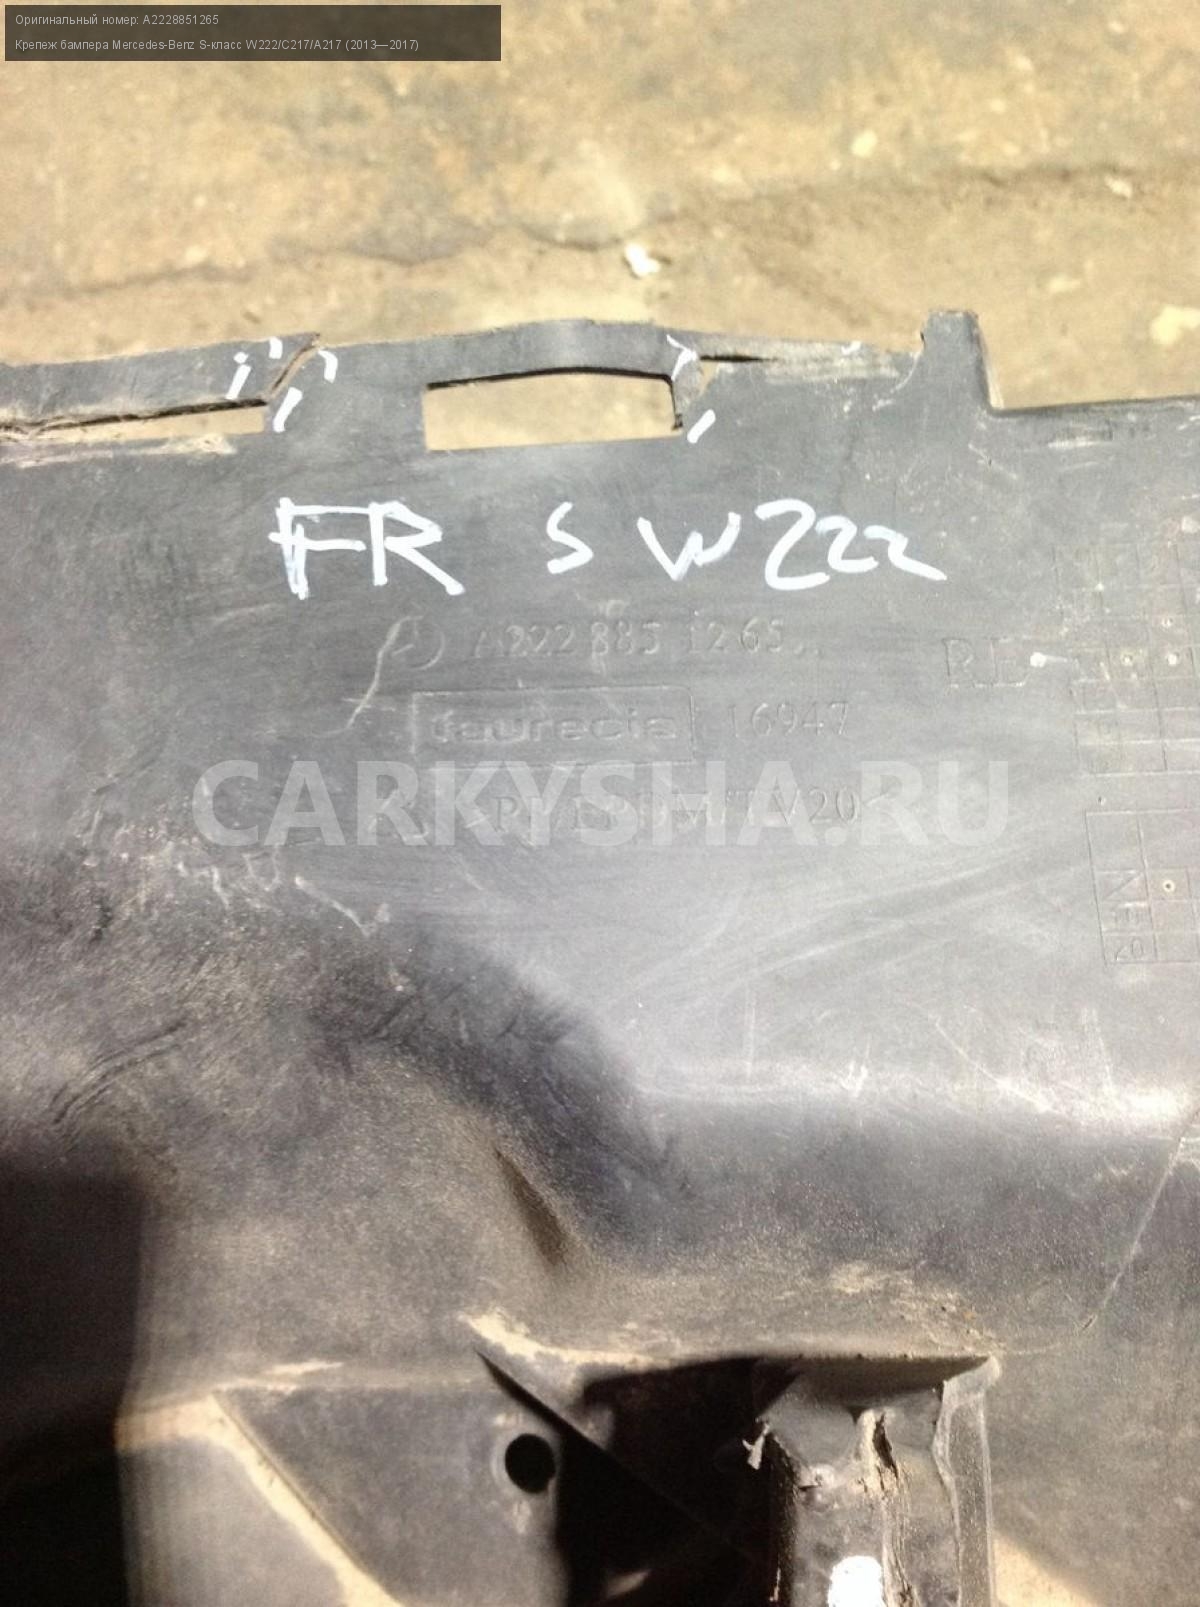 Оригинальный номер: A2228851265
Крепеж бампера Mercedes-Benz S-класс W222/C217/A217 (2013—2017)
FR S W222
A222 885 12 65
faurecia 16947
CARKYSHA.RU